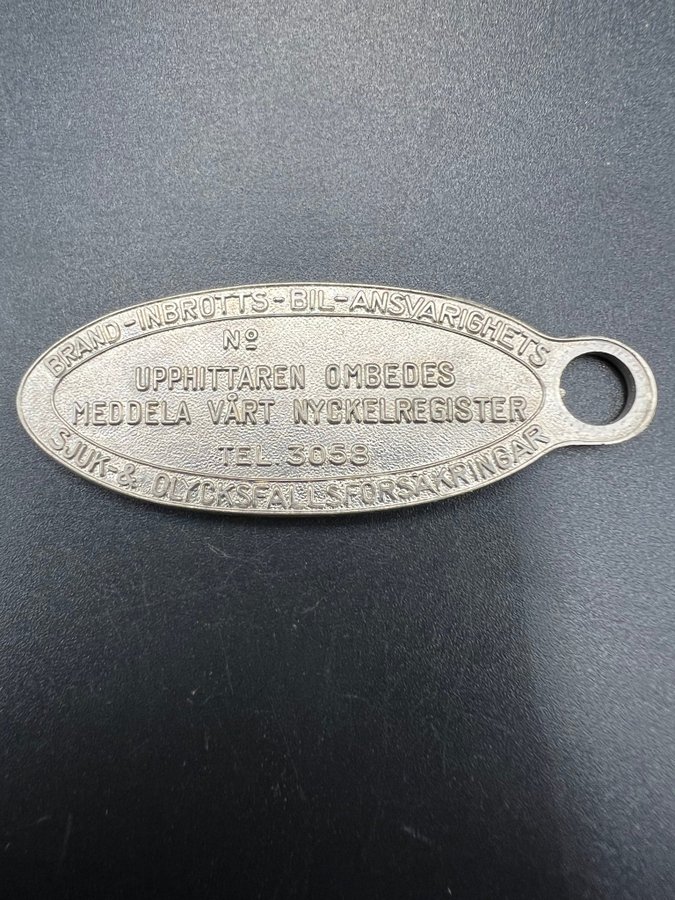 BRAND-INBROTTS-BIL-ANSVARIGHETS
Nº
UPPHITTAREN OMBEDES
MEDDELA VÅRT NYCKELREGISTER
TEL. 3058
SJUK-& OLYCKSFALLSFÖRSÄKRINGAR